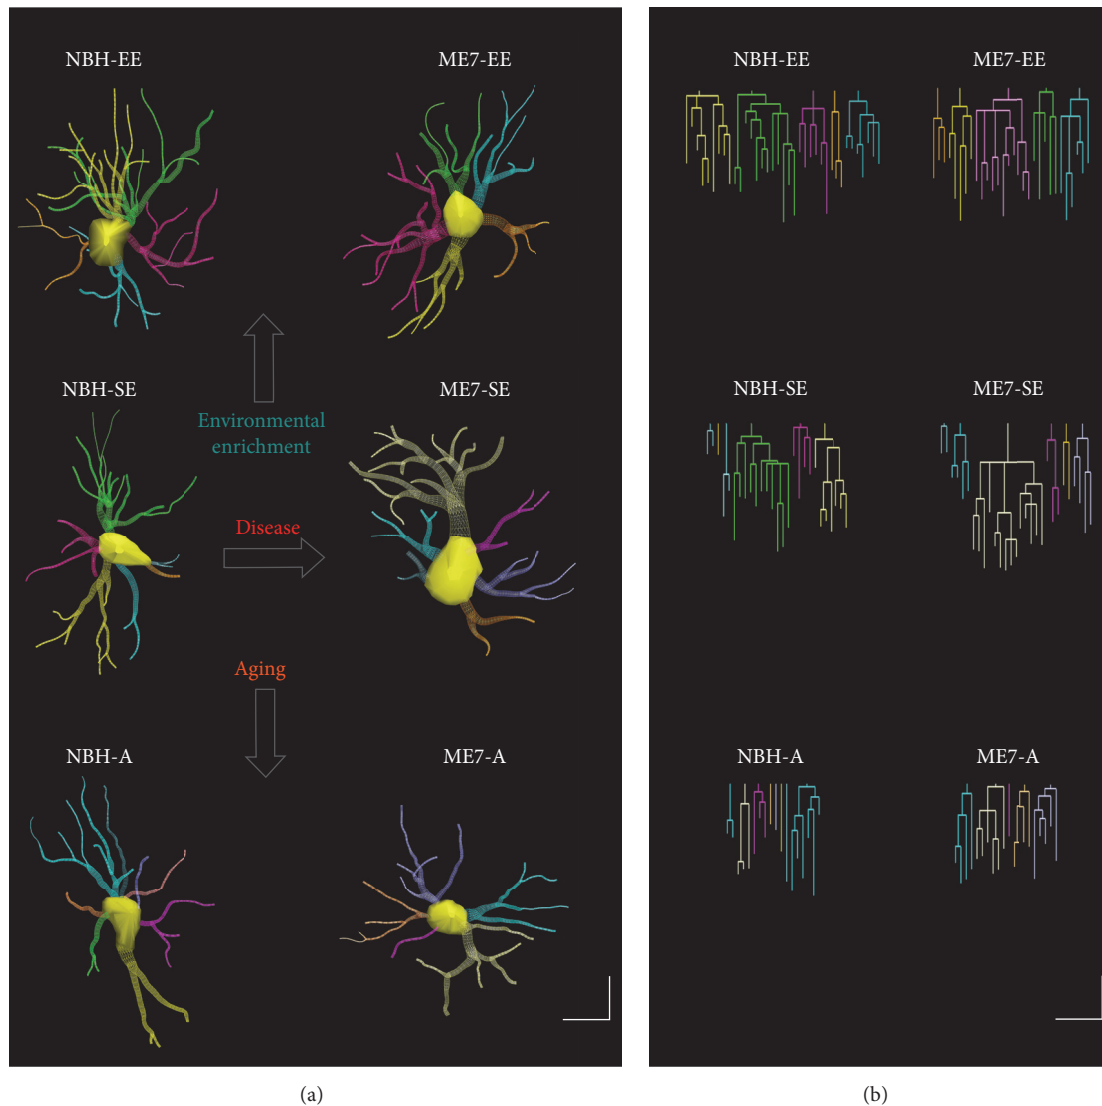 NBH-EE
ME7-EE
NBH-SE
ME7-SE
Environmental
enrichment
Disease
Aging
NBH-A
ME7-A
(a)
NBH-EE
ME7-EE
NBH-SE
ME7-SE
NBH-A
ME7-A
(b)